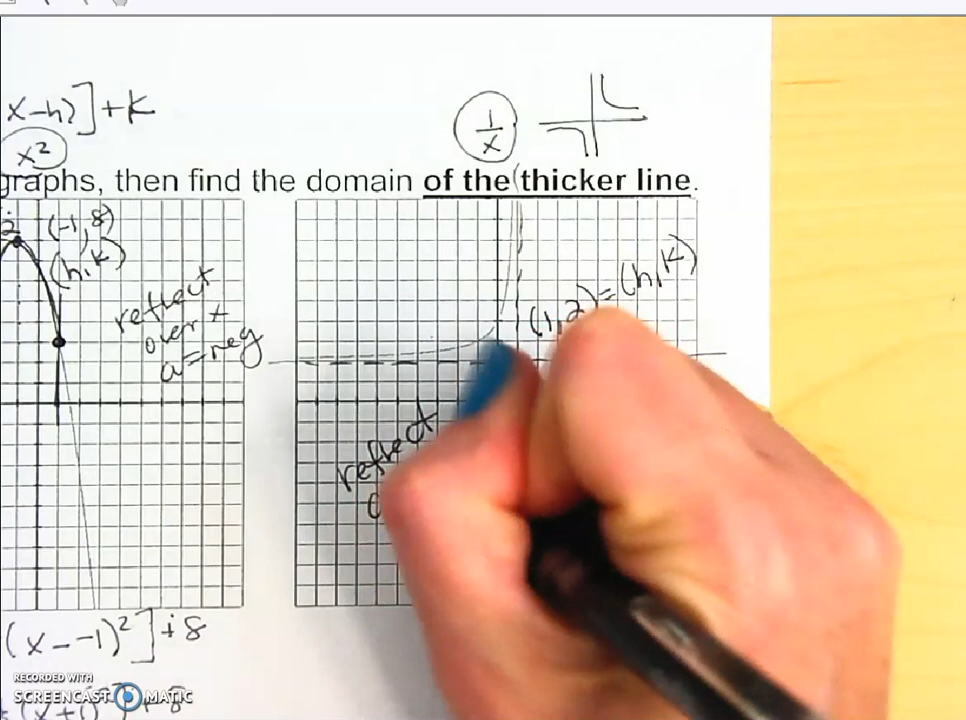 x-h)]+k
1/x
x²
graphs, then find the domain of the thicker line.
(-1,8)
(h,k)
reflect
over x
a=neg
(1,2)=(h,k)
reflect
(x--1)²]+8
RECORDED WITH
SCREENCAST MATIC